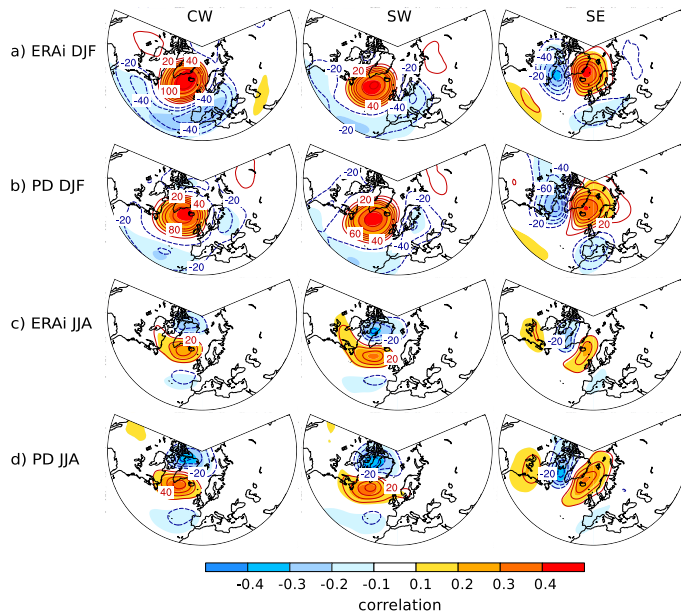 CW SW SE
a) ERAi DJF
20 40 -40 100 -40 -40 -40
20 -20 40 -20
-40 -20 20 -20
b) PD DJF
20 40 -20 80 -20 -20
20 -20 60 40 -40
-40 -60 20 -20
c) ERAi JJA
20
-20 20
-20
d) PD JJA
-20 40
-20 20
-20
-0.4 -0.3 -0.2 -0.1 0.1 0.2 0.3 0.4
correlation